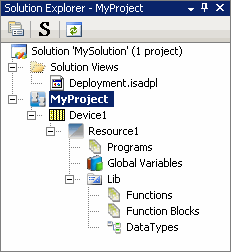 Solution Explorer - MyProject
S
Solution 'MySolution' (1 project)
Solution Views
Deployment.isadpl
MyProject
Device1
Resource1
Programs
Global Variables
Lib
Functions
Function Blocks
DataTypes